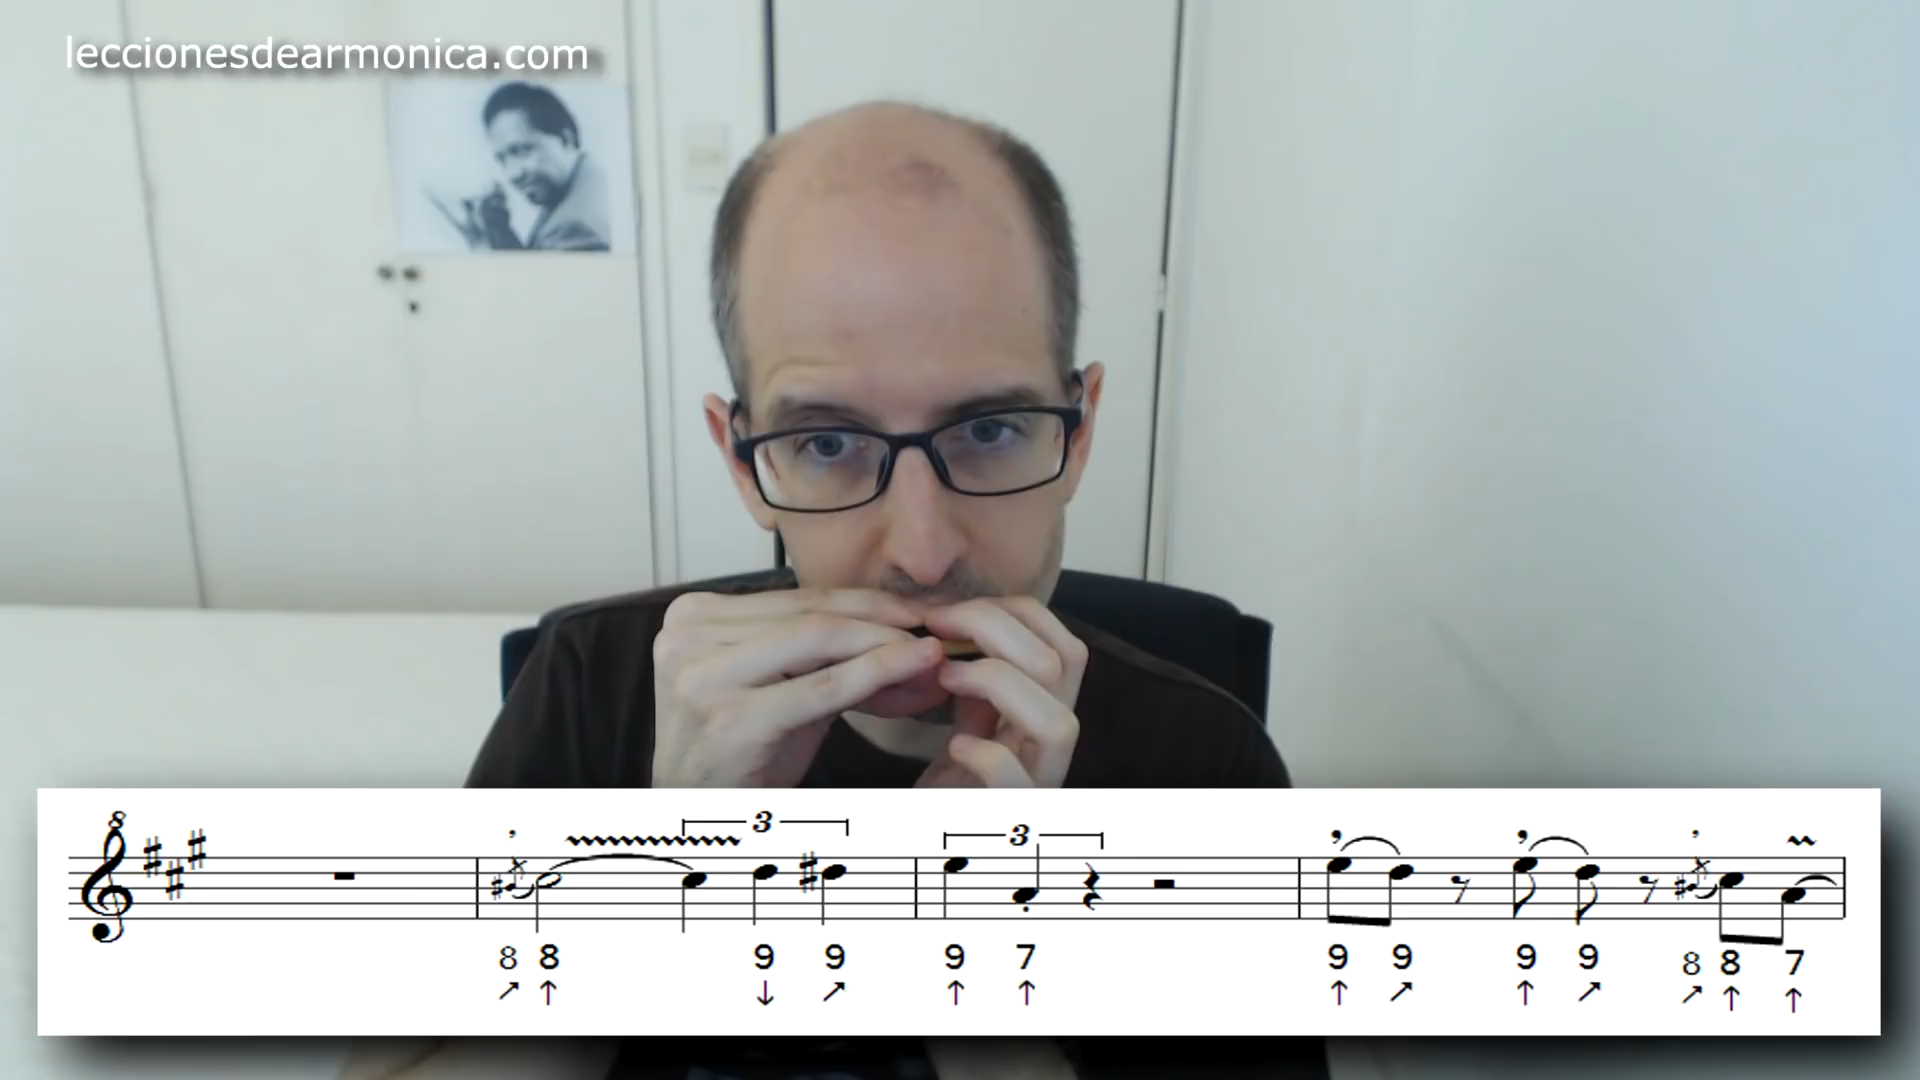 leccionesdearmonica.com
8
3
3
8 8 9 9 9 7 9 9 9 9 8 8 7
↗ ↑ ↓ ↗ ↑ ↑ ↑ ↗ ↑ ↗ ↗ ↑ ↑